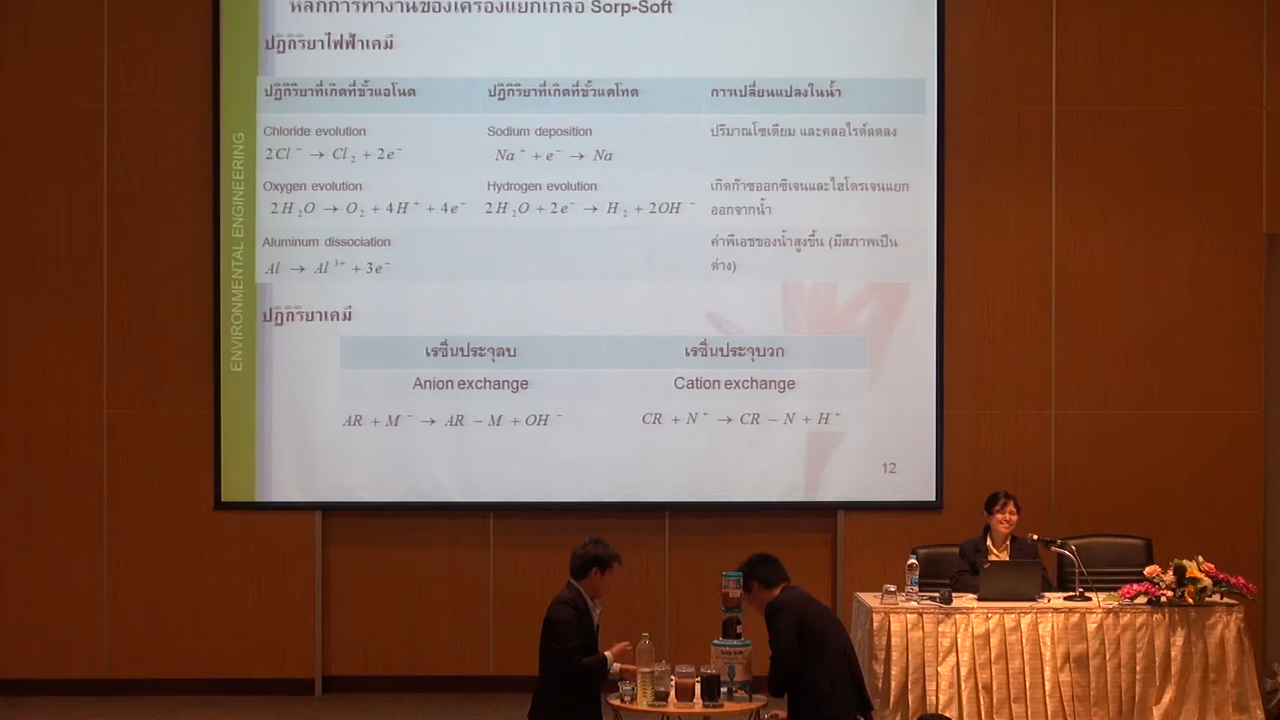 หลักการทำงานของเครื่องแยกเกลือ Sorp-Soft
ปฏิกิริยาไฟฟ้าเคมี
ปฏิกิริยาที่เกิดที่ขั้วแอโนด ปฏิกิริยาที่เกิดที่ขั้วแคโทด การเปลี่ยนแปลงในน้ำ
Chloride evolution Sodium deposition ปริมาณโซเดียม และคลอไรด์ลดลง
2Cl⁻ → Cl₂ + 2e⁻ Na⁺ + e⁻ → Na
Oxygen evolution Hydrogen evolution เกิดก๊าซออกซิเจนและไฮโดรเจนแยก
2H₂O → O₂ + 4H⁺ + 4e⁻ 2H₂O + 2e⁻ → H₂ + 2OH⁻ ออกจากน้ำ
Aluminum dissociation ค่าพีเอชของน้ำสูงขึ้น (มีสภาพเป็น
Al → Al³⁺ + 3e⁻ ด่าง)
ปฏิกิริยาเคมี
เรซิ่นประจุลบ เรซิ่นประจุบวก
Anion exchange Cation exchange
AR + M⁻ → AR − M + OH⁻ CR + N⁺ → CR − N + H⁺
12
ENVIRONMENTAL ENGINEERING
Sorp Soft